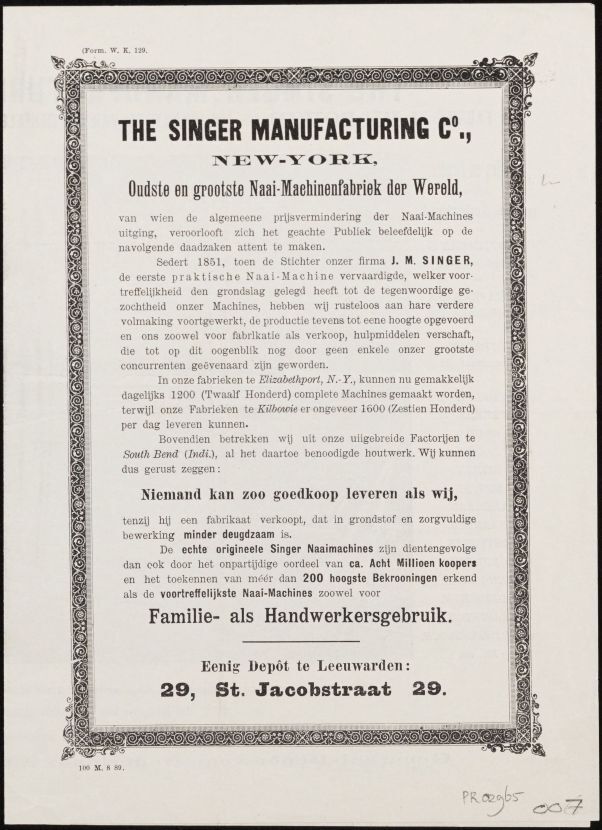 (Form. W. K. 129.
THE SINGER MANUFACTURING Co.,
NEW-YORK,
Oudste en grootste Naai-Machinenfabriek der Wereld,
van wien de algemeene prijsvermindering der Naai-Machines
uitging, veroorlooft zich het geachte Publiek beleefdelijk op de
navolgende daadzaken attent te maken.
Sedert 1851, toen de Stichter onzer firma J. M. SINGER,
de eerste praktische Naai-Machine vervaardigde, welker voor-
treffelijkheid den grondslag gelegd heeft tot de tegenwoordige ge-
zochtheid onzer Machines, hebben wij rusteloos aan hare verdere
volmaking voortgewerkt, de productie tevens tot eene hoogte opgevoerd
en ons zoowel voor fabrikatie als verkoop, hulpmiddelen verschaft,
die tot op dit oogenblik nog door geen enkele onzer grootste
concurrenten geëvenaard zijn geworden.
In onze fabrieken te Elizabethport, N.-Y., kunnen nu gemakkelijk
dagelijks 1200 (Twaalf Honderd) complete Machines gemaakt worden,
terwijl onze Fabrieken te Kilbowie er ongeveer 1600 (Zestien Honderd)
per dag leveren kunnen.
Bovendien betrekken wij uit onze uiigebreide Factorijen te
South Bend (Indi.), al het daartoe benoodigde houtwerk. Wij kunnen
dus gerust zeggen:
Niemand kan zoo goedkoop leveren als wij,
tenzij hij een fabrikaat verkoopt, dat in grondstof en zorgvuldige
bewerking minder deugdzaam is.
De echte origineele Singer Naaimachines zijn dientengevolge
dan ook door het onpartijdige oordeel van ca. Acht Millioen koopers
en het toekennen van méér dan 200 hoogste Bekrooningen erkend
als de voortreffelijkste Naai-Machines zoowel voor
Familie- als Handwerkersgebruik.
Eenig Depôt te Leeuwarden:
29, St. Jacobstraat 29.
100 M. 8 89.
PR02965 007